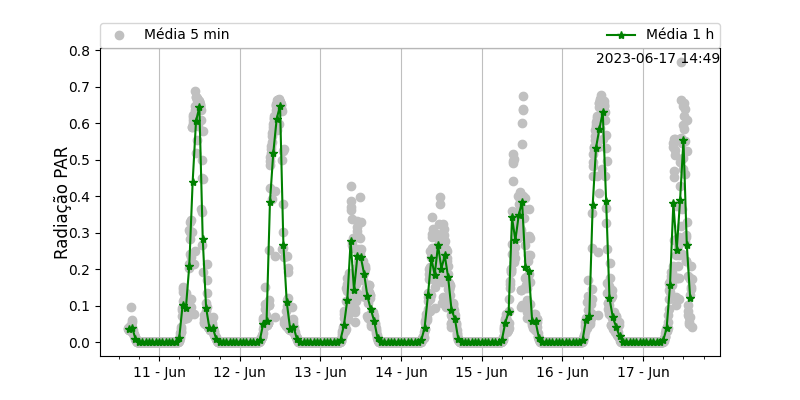 Média 5 min
Média 1 h
2023-06-17 14:49
Radiação PAR
0.8
0.7
0.6
0.5
0.4
0.3
0.2
0.1
0.0
11 - Jun
12 - Jun
13 - Jun
14 - Jun
15 - Jun
16 - Jun
17 - Jun